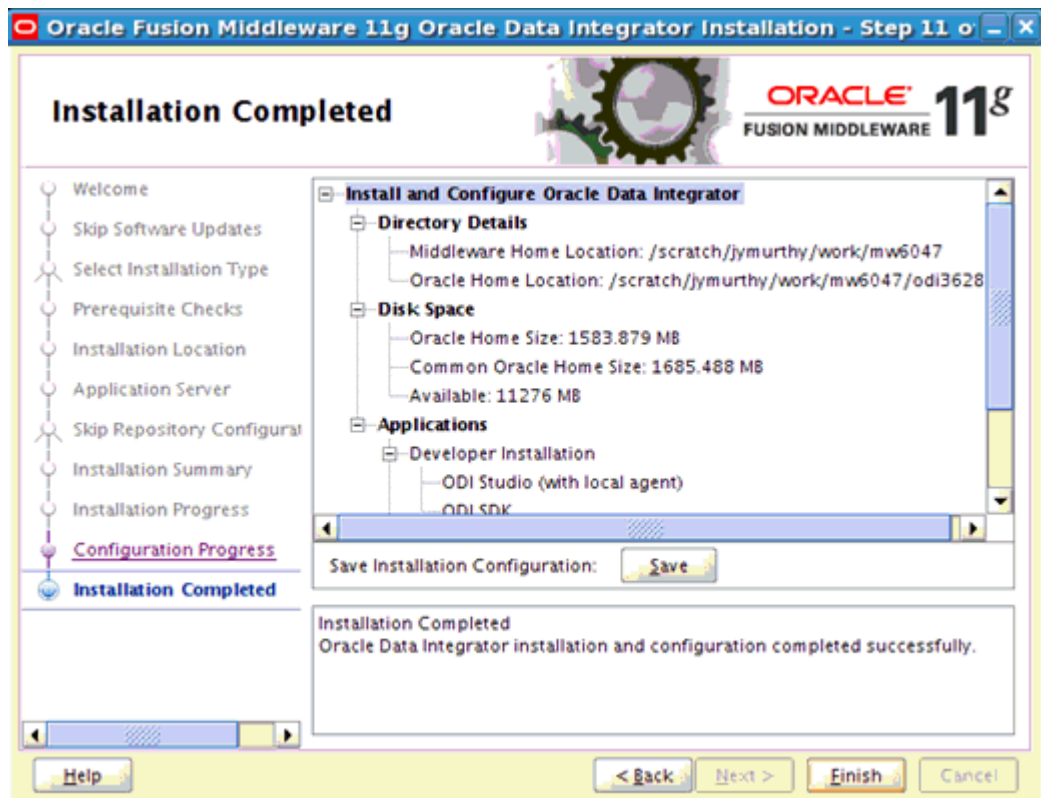 Oracle Fusion Middleware 11g Oracle Data Integrator Installation - Step 11 o
Installation Completed
ORACLE
FUSION MIDDLEWARE
11g
Welcome
Skip Software Updates
Select Installation Type
Prerequisite Checks
Installation Location
Application Server
Skip Repository Configurat
Installation Summary
Installation Progress
Configuration Progress
Installation Completed
Install and Configure Oracle Data Integrator
Directory Details
Middleware Home Location: /scratch/jymurthy/work/mw6047
Oracle Home Location: /scratch/jymurthy/work/mw6047/odi3628
Disk Space
Oracle Home Size: 1583.879 MB
Common Oracle Home Size: 1685.488 MB
Available: 11276 MB
Applications
Developer Installation
ODI Studio (with local agent)
ODI SDK
Save Installation Configuration: Save
Installation Completed
Oracle Data Integrator installation and configuration completed successfully.
Help < Back Next > Finish Cancel